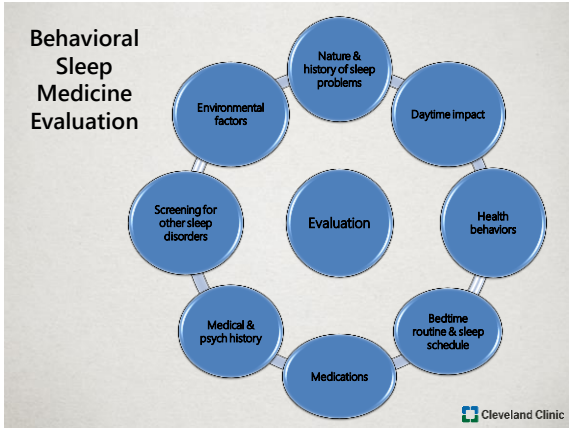 Behavioral
Sleep
Medicine
Evaluation
Nature &
history of sleep
problems
Daytime impact
Health
behaviors
Bedtime
routine & sleep
schedule
Medications
Medical &
psych history
Screening for
other sleep
disorders
Environmental
factors
Evaluation
Cleveland Clinic